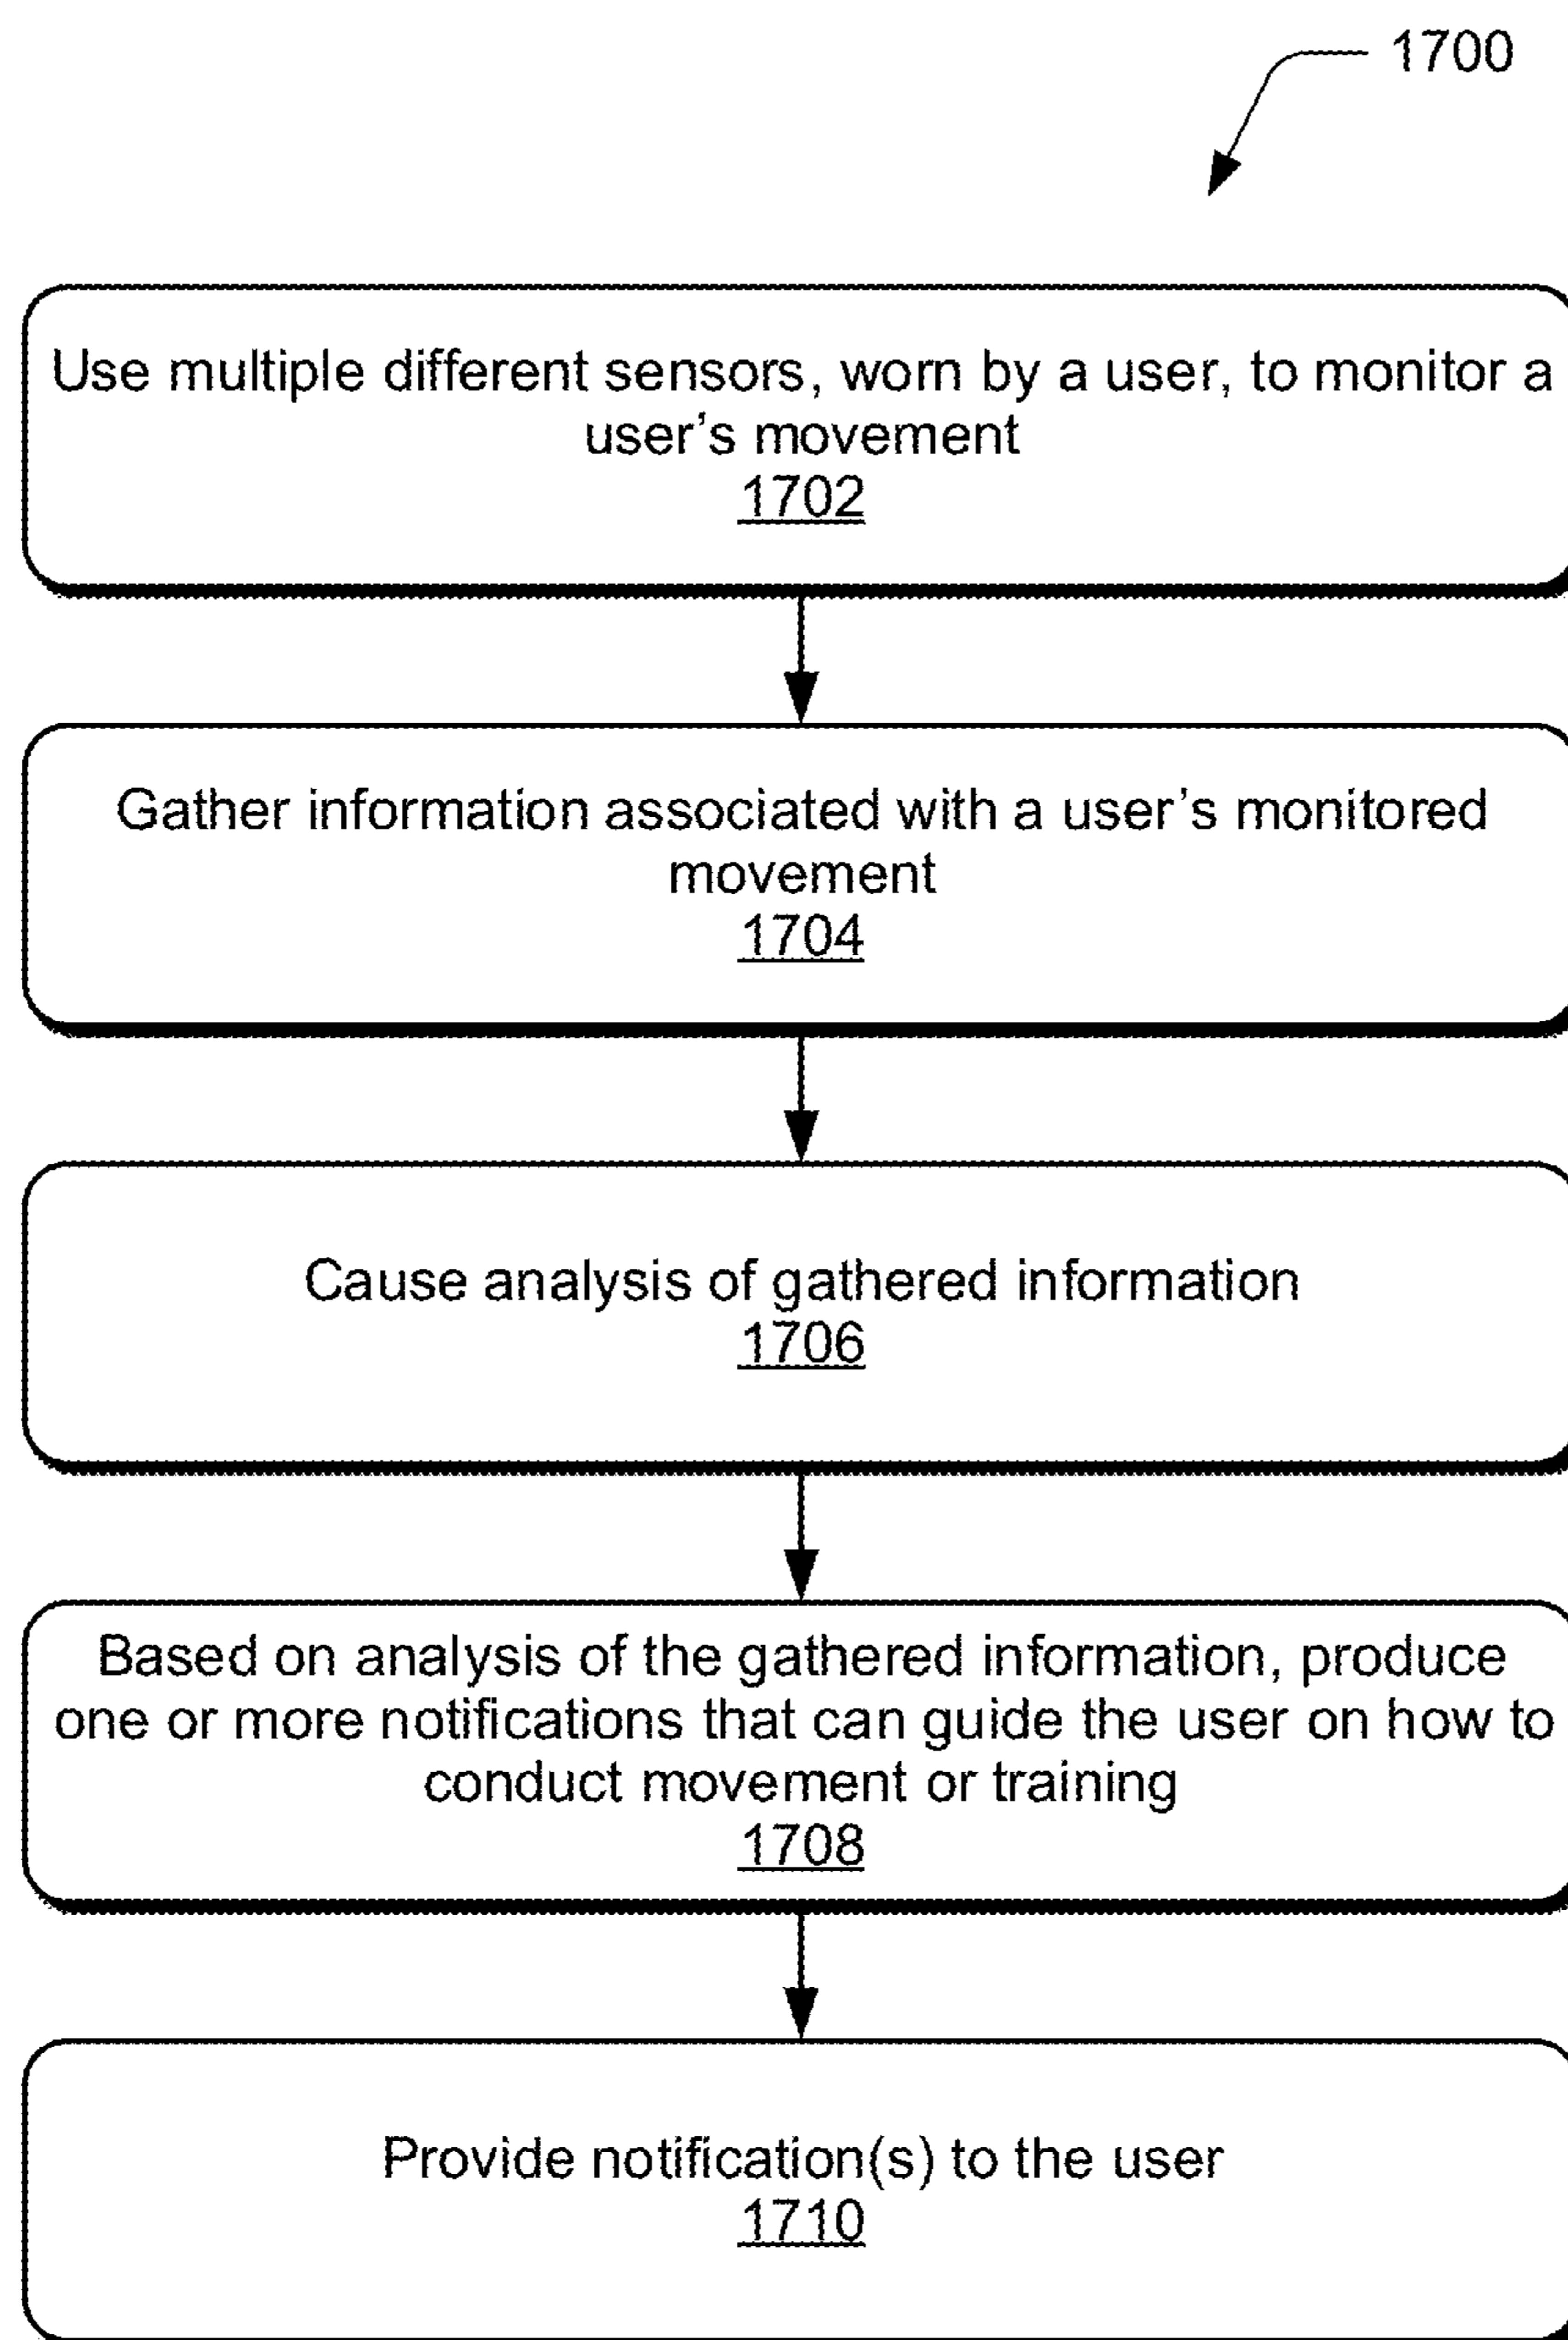 1700
Use multiple different sensors, worn by a user, to monitor a
user's movement
1702
Gather information associated with a user's monitored
movement
1704
Cause analysis of gathered information
1706
Based on analysis of the gathered information, produce
one or more notifications that can guide the user on how to
conduct movement or training
1708
Provide notification(s) to the user
1710